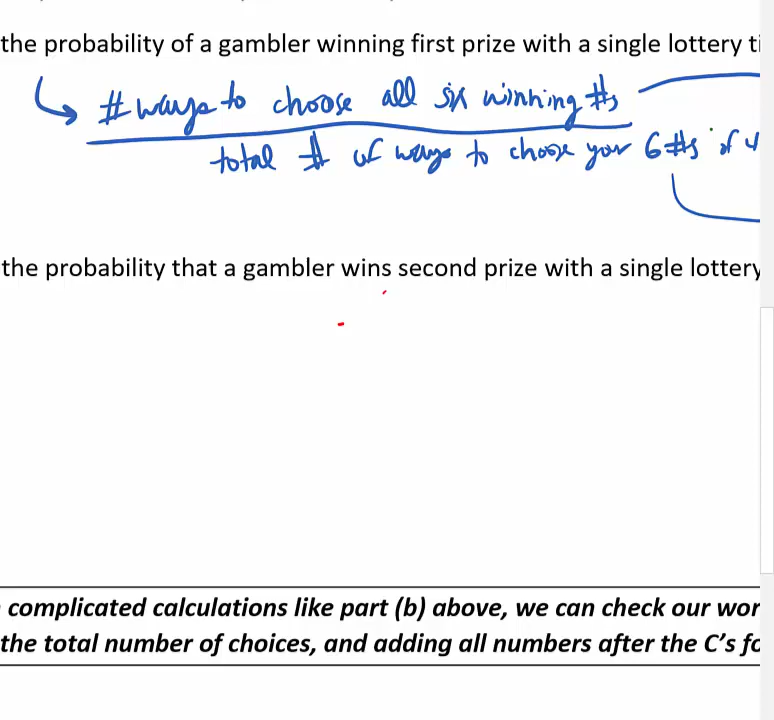 the probability of a gambler winning first prize with a single lottery ti
# ways to choose all six winning #s
total # of ways to choose your 6 #s if 4
the probability that a gambler wins second prize with a single lottery
complicated calculations like part (b) above, we can check our wor
the total number of choices, and adding all numbers after the C's fo